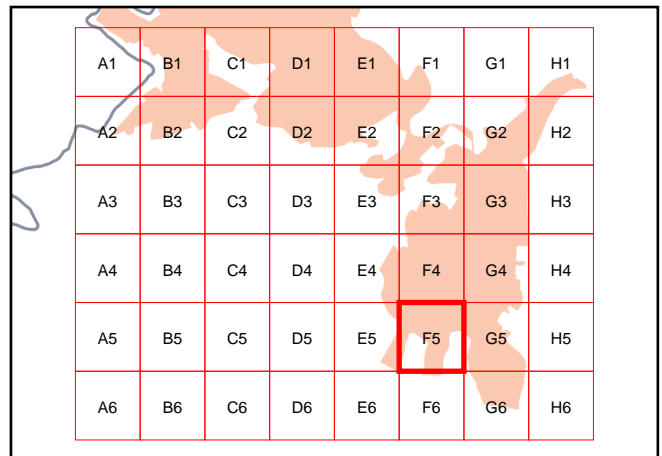 A1 B1 C1 D1 E1 F1 G1 H1
A2 B2 C2 D2 E2 F2 G2 H2
A3 B3 C3 D3 E3 F3 G3 H3
A4 B4 C4 D4 E4 F4 G4 H4
A5 B5 C5 D5 E5 F5 G5 H5
A6 B6 C6 D6 E6 F6 G6 H6